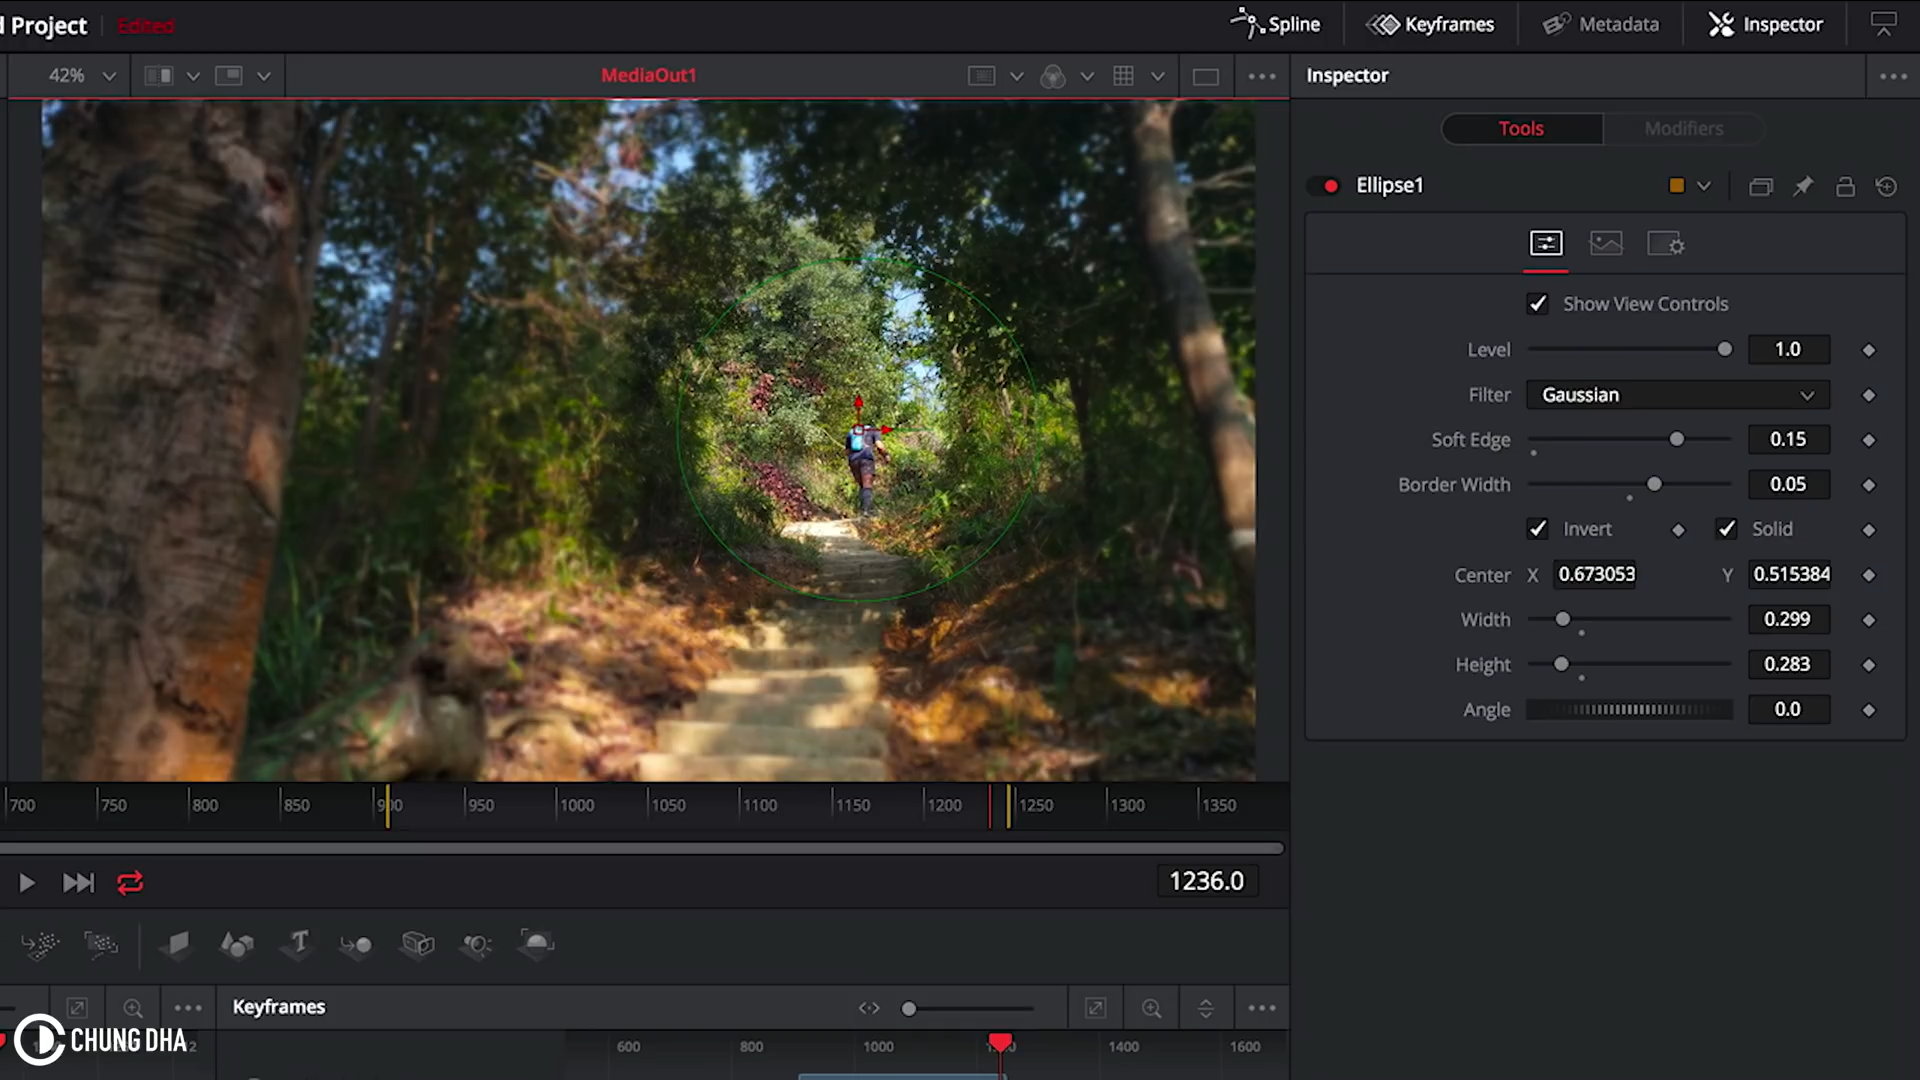 d Project
Edited
Spline
Keyframes
Metadata
Inspector
42%
MediaOut1
Inspector
Tools
Modifiers
Ellipse1
Show View Controls
Level 1.0
Filter Gaussian
Soft Edge 0.15
Border Width 0.05
Invert Solid
Center X 0.673053 Y 0.515384
Width 0.299
Height 0.283
Angle 0.0
700 750 800 850 950 1000 1050 1100 1150 1200 1250 1300 1350
1236.0
Keyframes
CHUNG DHA
600 800 1000 1400 1600